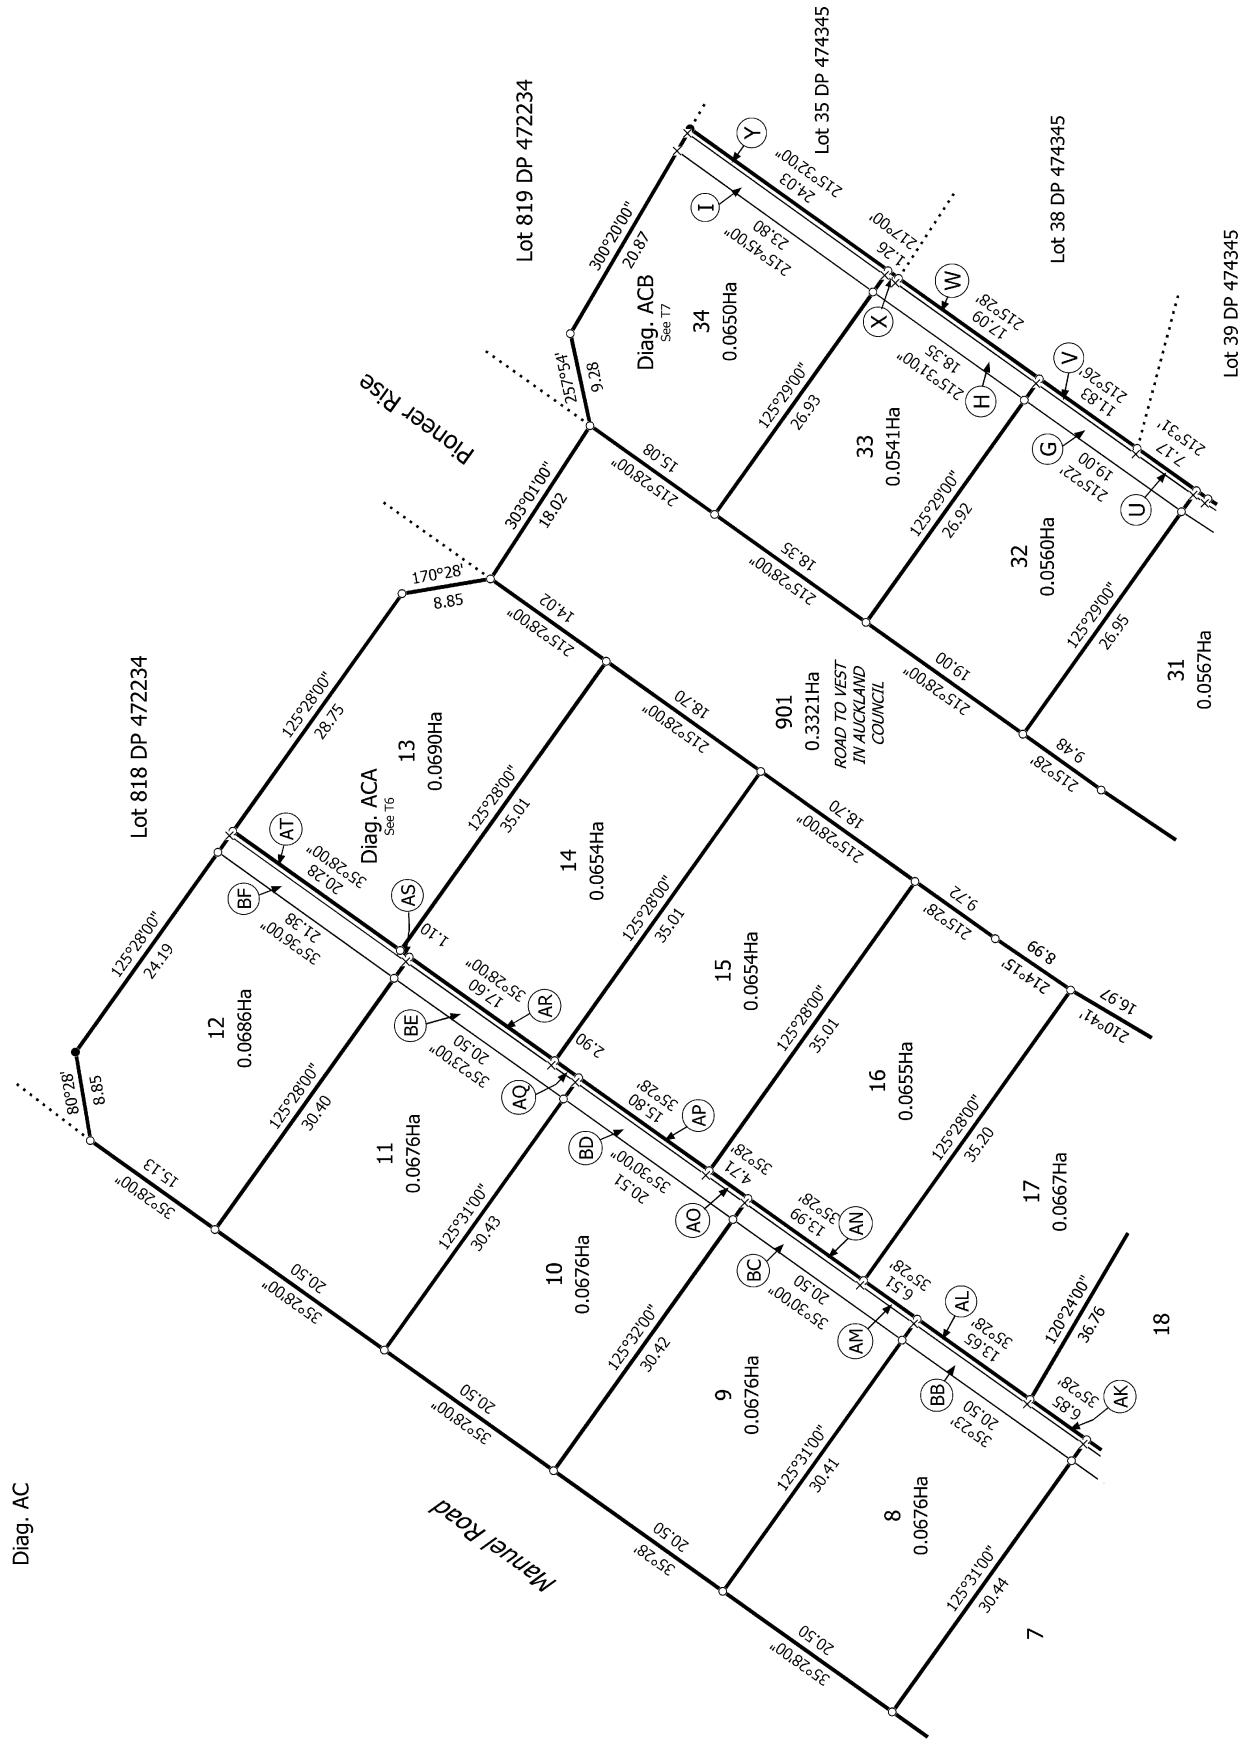 Diag. AC
Lot 818 DP 472234
Lot 819 DP 472234
Lot 35 DP 474345
Lot 38 DP 474345
Lot 39 DP 474345
Pioneer Rise
Manuel Road
80°28'
8.85
125°28'00"
24.19
35°28'00"
15.13
12
0.0686Ha
BF
35°36'00"
21.38
AT
35°28'00"
20.28
125°28'00"
28.75
170°28'
8.85
Diag. ACA
See T6
13
0.0690Ha
215°28'00"
14.02
303°01'00"
18.02
257°54'
9.28
300°20'00"
20.87
Diag. ACB
See T7
34
0.0650Ha
I
215°45'00"
23.80
Y
215°32'00"
24.03
217°00'
1.26
X
215°28'00"
15.08
125°29'00"
26.93
33
0.0541Ha
215°31'00"
18.35
H
W
215°28'
17.09
215°28'00"
18.35
125°29'00"
26.92
32
0.0560Ha
G
215°22'
19.00
V
215°26'
11.83
U
215°31'
7.17
215°28'00"
19.00
125°29'00"
26.95
31
0.0567Ha
215°28'
9.48
901
0.3321Ha
ROAD TO VEST
IN AUCKLAND
COUNCIL
125°28'00"
35.01
AS
1.10
14
0.0654Ha
215°28'00"
18.70
125°28'00"
30.40
BE
35°23'00"
20.50
AR
35°28'00"
17.60
11
0.0676Ha
35°28'00"
20.50
125°28'00"
35.01
2.90
AQ
15
0.0654Ha
215°28'00"
18.70
125°31'00"
30.43
BD
35°30'00"
20.51
AP
35°28'
15.80
10
0.0676Ha
35°28'00"
20.50
125°28'00"
35.01
35°28'
4.71
AO
16
0.0655Ha
215°28'
9.72
214°15'
8.99
210°41'
16.97
125°32'00"
30.42
BC
35°30'00"
20.50
AN
35°28'
13.99
9
0.0676Ha
35°28'
20.50
125°28'00"
35.20
35°28'
6.51
AM
17
0.0667Ha
125°31'00"
30.41
BB
35°23'
20.50
AL
35°28'
13.65
8
0.0676Ha
35°28'00"
20.50
120°24'00"
36.76
35°28'
6.85
AK
18
125°31'00"
30.44
7